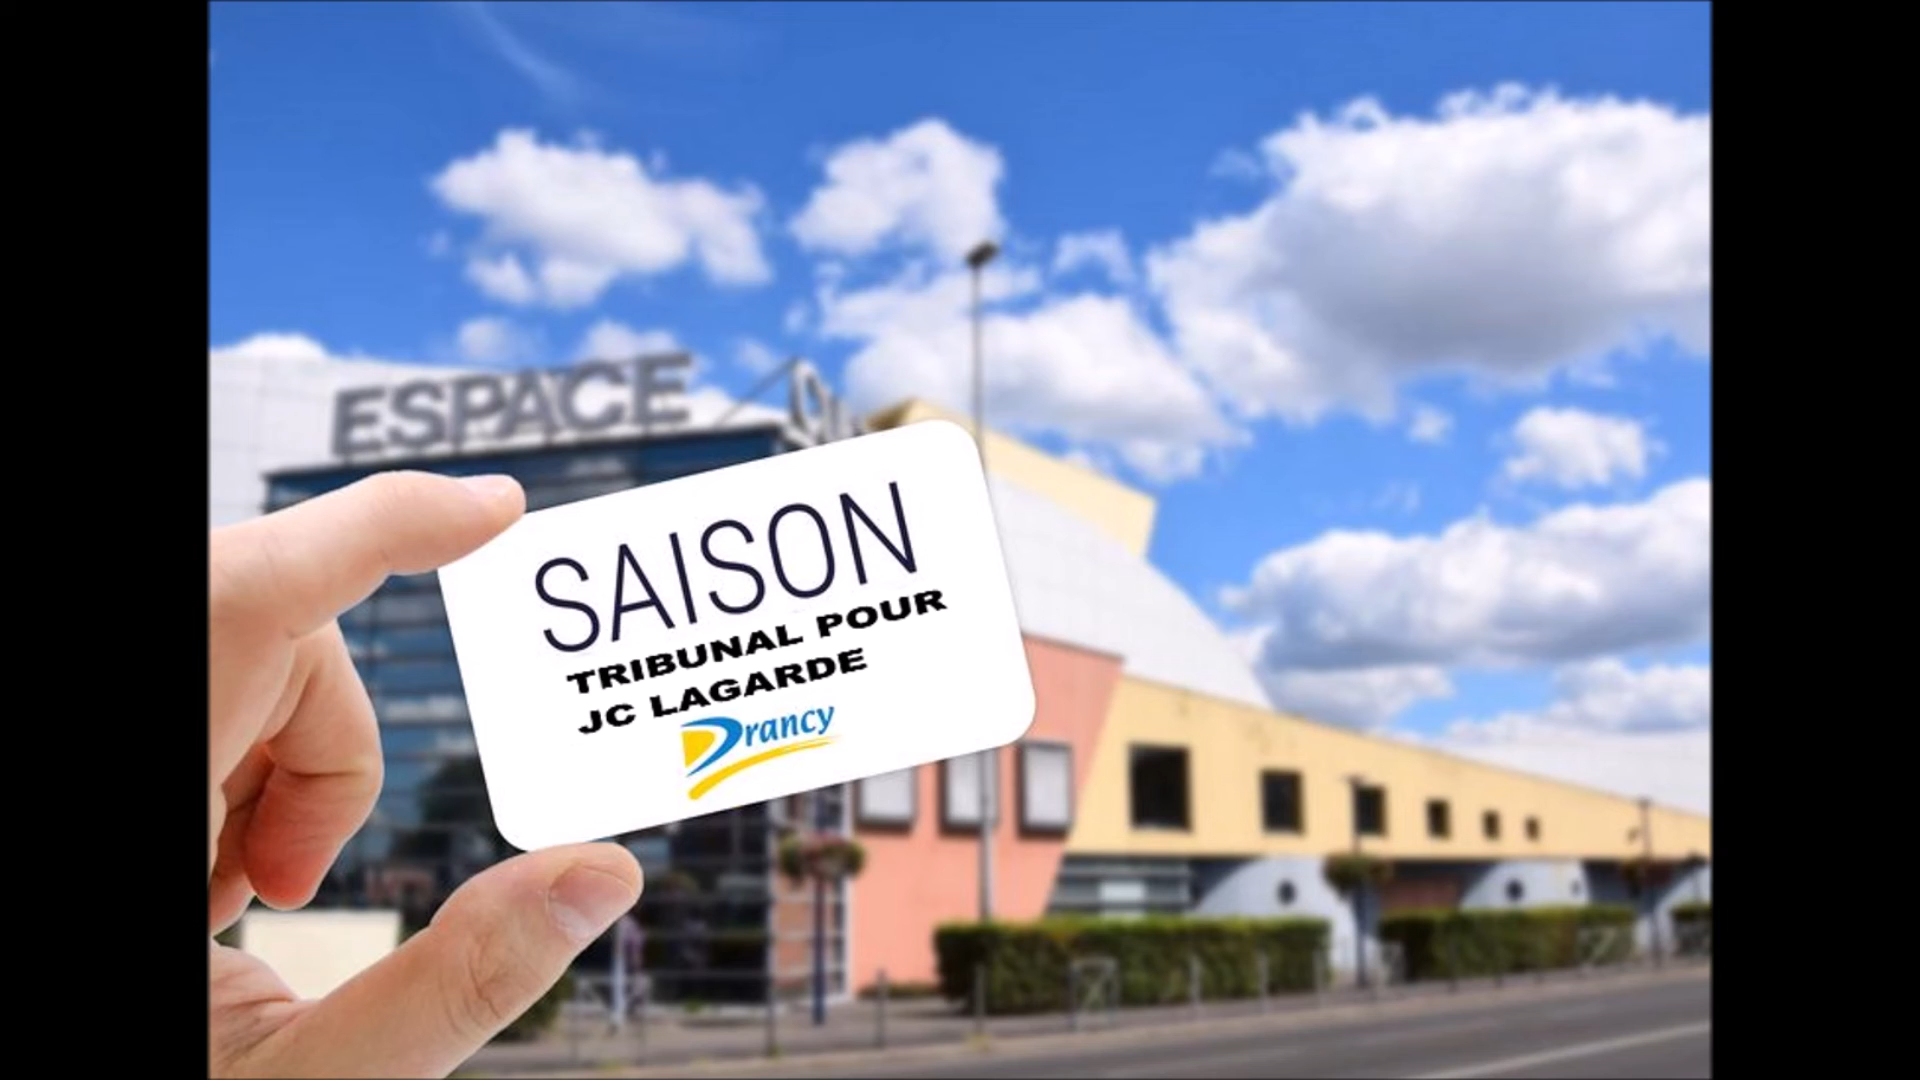 ESPACE
SAISON
TRIBUNAL POUR
JC LAGARDE
Drancy